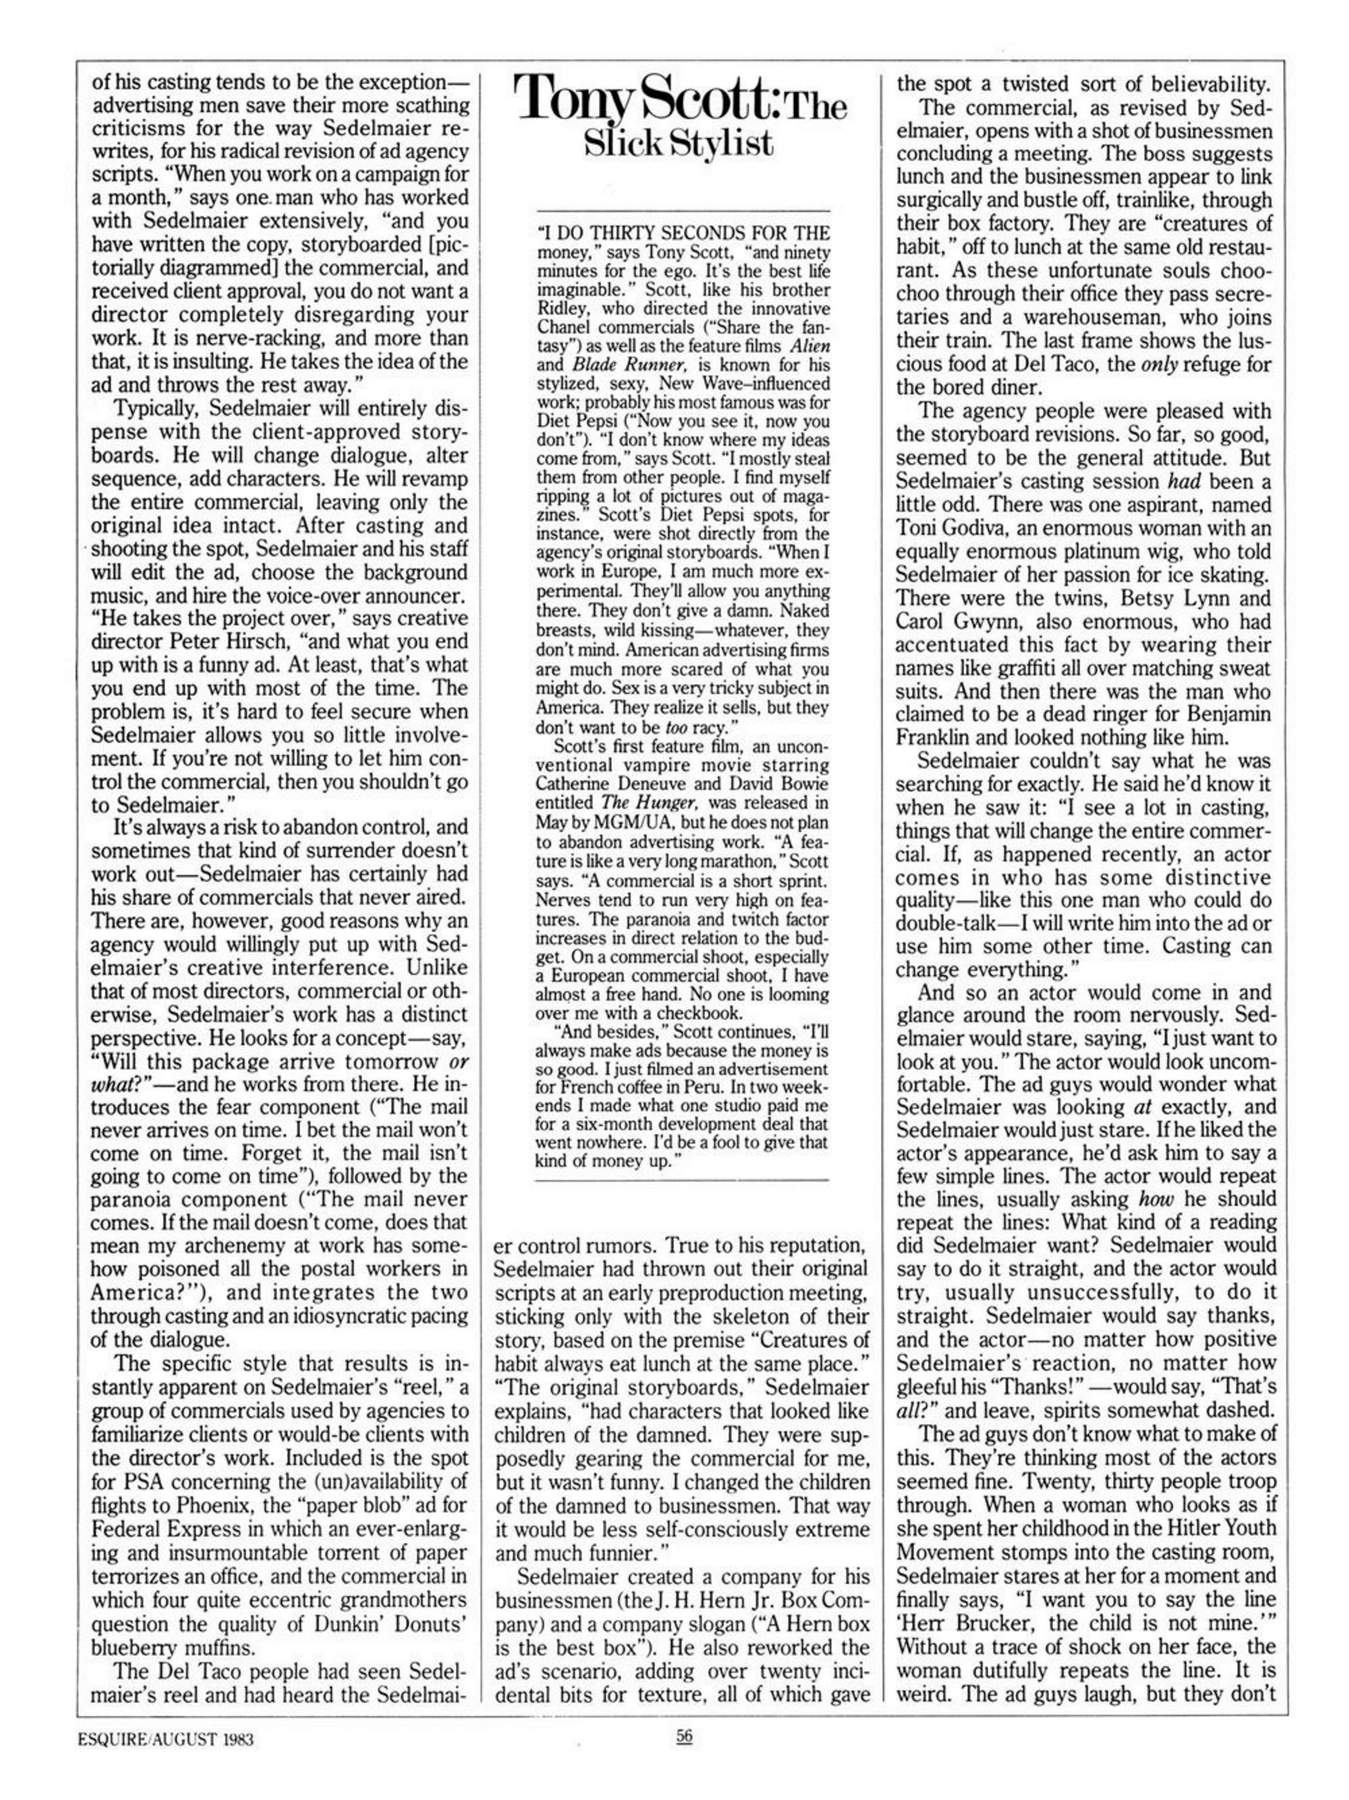 of his casting tends to be the exception—
advertising men save their more scathing
criticisms for the way Sedelmaier re-
writes, for his radical revision of ad agency
scripts. “When you work on a campaign for
a month,” says one man who has worked
with Sedelmaier extensively, “and you
have written the copy, storyboarded [pic-
torially diagrammed] the commercial, and
received client approval, you do not want a
director completely disregarding your
work. It is nerve-racking, and more than
that, it is insulting. He takes the idea of the
ad and throws the rest away.”
Typically, Sedelmaier will entirely dis-
pense with the client-approved story-
boards. He will change dialogue, alter
sequence, add characters. He will revamp
the entire commercial, leaving only the
original idea intact. After casting and
shooting the spot, Sedelmaier and his staff
will edit the ad, choose the background
music, and hire the voice-over announcer.
“He takes the project over,” says creative
director Peter Hirsch, “and what you end
up with is a funny ad. At least, that’s what
you end up with most of the time. The
problem is, it’s hard to feel secure when
Sedelmaier allows you so little involve-
ment. If you’re not willing to let him con-
trol the commercial, then you shouldn’t go
to Sedelmaier.”
It’s always a risk to abandon control, and
sometimes that kind of surrender doesn’t
work out—Sedelmaier has certainly had
his share of commercials that never aired.
There are, however, good reasons why an
agency would willingly put up with Sed-
elmaier’s creative interference. Unlike
that of most directors, commercial or oth-
erwise, Sedelmaier’s work has a distinct
perspective. He looks for a concept—say,
“Will this package arrive tomorrow or
what?”—and he works from there. He in-
troduces the fear component (“The mail
never arrives on time. I bet the mail won’t
come on time. Forget it, the mail isn’t
going to come on time”), followed by the
paranoia component (“The mail never
comes. If the mail doesn’t come, does that
mean my archenemy at work has some-
how poisoned all the postal workers in
America?”), and integrates the two
through casting and an idiosyncratic pacing
of the dialogue.
The specific style that results is in-
stantly apparent on Sedelmaier’s “reel,” a
group of commercials used by agencies to
familiarize clients or would-be clients with
the director’s work. Included is the spot
for PSA concerning the (un)availability of
flights to Phoenix, the “paper blob” ad for
Federal Express in which an ever-enlarg-
ing and insurmountable torrent of paper
terrorizes an office, and the commercial in
which four quite eccentric grandmothers
question the quality of Dunkin’ Donuts’
blueberry muffins.
The Del Taco people had seen Sedel-
maier’s reel and had heard the Sedelmai-
Tony Scott: The
Slick Stylist
“I DO THIRTY SECONDS FOR THE
money,” says Tony Scott, “and ninety
minutes for the ego. It’s the best life
imaginable.” Scott, like his brother
Ridley, who directed the innovative
Chanel commercials (“Share the fan-
tasy”) as well as the feature films Alien
and Blade Runner, is known for his
stylized, sexy, New Wave–influenced
work; probably his most famous was for
Diet Pepsi (“Now you see it, now you
don’t”). “I don’t know where my ideas
come from,” says Scott. “I mostly steal
them from other people. I find myself
ripping a lot of pictures out of maga-
zines.” Scott’s Diet Pepsi spots, for
instance, were shot directly from the
agency’s original storyboards. “When I
work in Europe, I am much more ex-
perimental. They’ll allow you anything
there. They don’t give a damn. Naked
breasts, wild kissing—whatever, they
don’t mind. American advertising firms
are much more scared of what you
might do. Sex is a very tricky subject in
America. They realize it sells, but they
don’t want to be too racy.”
Scott’s first feature film, an uncon-
ventional vampire movie starring
Catherine Deneuve and David Bowie
entitled The Hunger, was released in
May by MGM/UA, but he does not plan
to abandon advertising work. “A fea-
ture is like a very long marathon,” Scott
says. “A commercial is a short sprint.
Nerves tend to run very high on fea-
tures. The paranoia and twitch factor
increases in direct relation to the bud-
get. On a commercial shoot, especially
a European commercial shoot, I have
almost a free hand. No one is looming
over me with a checkbook.
“And besides,” Scott continues, “I’ll
always make ads because the money is
so good. I just filmed an advertisement
for French coffee in Peru. In two week-
ends I made what one studio paid me
for a six-month development deal that
went nowhere. I’d be a fool to give that
kind of money up.”
er control rumors. True to his reputation,
Sedelmaier had thrown out their original
scripts at an early preproduction meeting,
sticking only with the skeleton of their
story, based on the premise “Creatures of
habit always eat lunch at the same place.”
“The original storyboards,” Sedelmaier
explains, “had characters that looked like
children of the damned. They were sup-
posedly gearing the commercial for me,
but it wasn’t funny. I changed the children
of the damned to businessmen. That way
it would be less self-consciously extreme
and much funnier.”
Sedelmaier created a company for his
businessmen (the J. H. Hern Jr. Box Com-
pany) and a company slogan (“A Hern box
is the best box”). He also reworked the
ad’s scenario, adding over twenty inci-
dental bits for texture, all of which gave
the spot a twisted sort of believability.
The commercial, as revised by Sed-
elmaier, opens with a shot of businessmen
concluding a meeting. The boss suggests
lunch and the businessmen appear to link
surgically and bustle off, trainlike, through
their box factory. They are “creatures of
habit,” off to lunch at the same old restau-
rant. As these unfortunate souls choo-
choo through their office they pass secre-
taries and a warehouseman, who joins
their train. The last frame shows the lus-
cious food at Del Taco, the only refuge for
the bored diner.
The agency people were pleased with
the storyboard revisions. So far, so good,
seemed to be the general attitude. But
Sedelmaier’s casting session had been a
little odd. There was one aspirant, named
Toni Godiva, an enormous woman with an
equally enormous platinum wig, who told
Sedelmaier of her passion for ice skating.
There were the twins, Betsy Lynn and
Carol Gwynn, also enormous, who had
accentuated this fact by wearing their
names like graffiti all over matching sweat
suits. And then there was the man who
claimed to be a dead ringer for Benjamin
Franklin and looked nothing like him.
Sedelmaier couldn’t say what he was
searching for exactly. He said he’d know it
when he saw it: “I see a lot in casting,
things that will change the entire commer-
cial. If, as happened recently, an actor
comes in who has some distinctive
quality—like this one man who could do
double-talk—I will write him into the ad or
use him some other time. Casting can
change everything.”
And so an actor would come in and
glance around the room nervously. Sed-
elmaier would stare, saying, “I just want to
look at you.” The actor would look uncom-
fortable. The ad guys would wonder what
Sedelmaier was looking at exactly, and
Sedelmaier would just stare. If he liked the
actor’s appearance, he’d ask him to say a
few simple lines. The actor would repeat
the lines, usually asking how he should
repeat the lines: What kind of a reading
did Sedelmaier want? Sedelmaier would
say to do it straight, and the actor would
try, usually unsuccessfully, to do it
straight. Sedelmaier would say thanks,
and the actor—no matter how positive
Sedelmaier’s reaction, no matter how
gleeful his “Thanks!” —would say, “That’s
all?” and leave, spirits somewhat dashed.
The ad guys don’t know what to make of
this. They’re thinking most of the actors
seemed fine. Twenty, thirty people troop
through. When a woman who looks as if
she spent her childhood in the Hitler Youth
Movement stomps into the casting room,
Sedelmaier stares at her for a moment and
finally says, “I want you to say the line
‘Herr Brucker, the child is not mine.’”
Without a trace of shock on her face, the
woman dutifully repeats the line. It is
weird. The ad guys laugh, but they don’t
ESQUIRE/AUGUST 1983
56